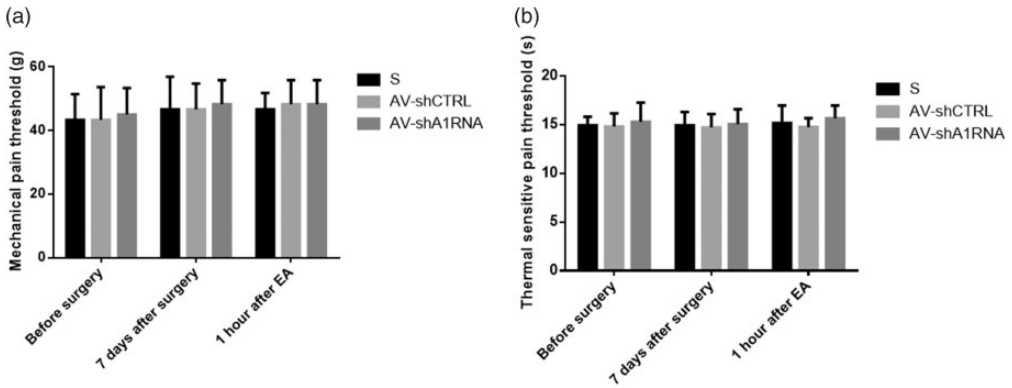 (a)
Mechanical pain threshold (g)
60
40
20
0
Before surgery
7 days after surgery
1 hour after EA
S
AV-shCTRL
AV-shA1RNA
(b)
Thermal sensitive pain threshold (s)
20
15
10
5
0
Before surgery
7 days after surgery
1 hour after EA
S
AV-shCTRL
AV-shA1RNA